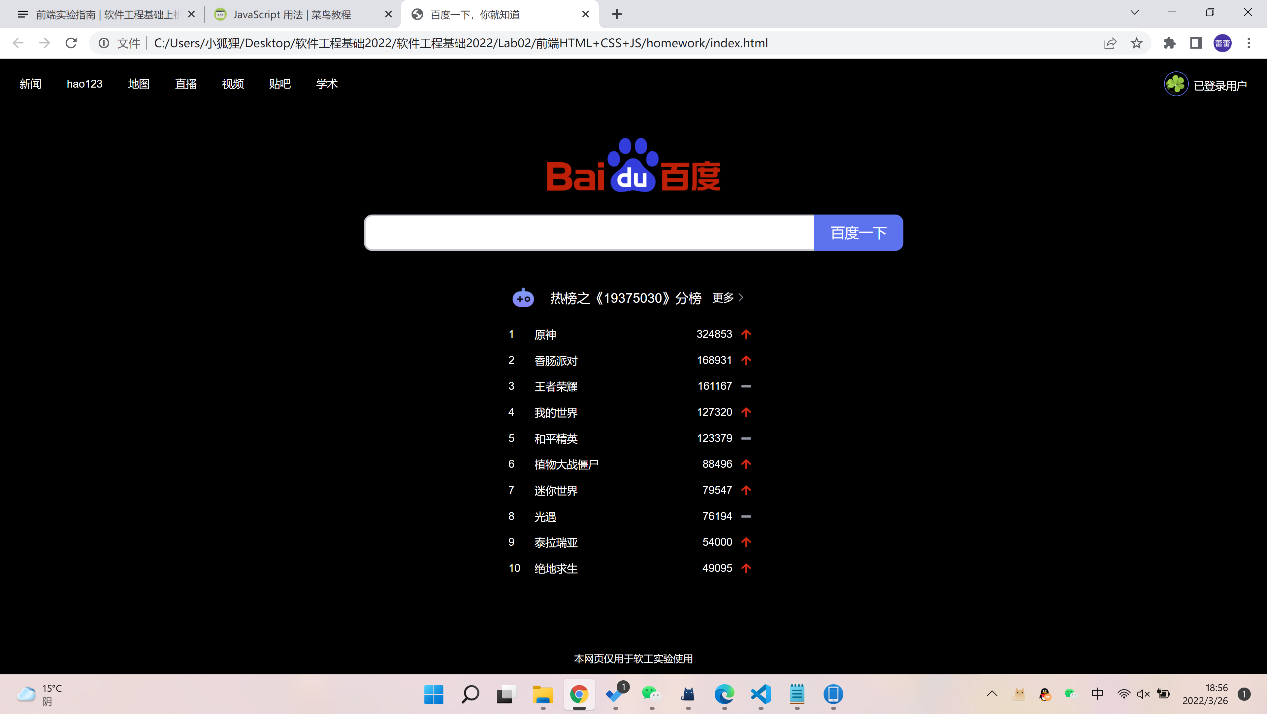 前端实验指南 | 软件工程基础上机
JavaScript 用法 | 菜鸟教程
百度一下，你就知道
文件
C:/Users/小狐狸/Desktop/软件工程基础2022/软件工程基础2022/Lab02/前端HTML+CSS+JS/homework/index.html
蕾蕾
新闻 hao123 地图 直播 视频 贴吧 学术
已登录用户
Bai du 百度
百度一下
热榜之《19375030》分榜 更多
1 原神 324853
2 香肠派对 168931
3 王者荣耀 161167
4 我的世界 127320
5 和平精英 123379
6 植物大战僵尸 88496
7 迷你世界 79547
8 光遇 76194
9 泰拉瑞亚 54000
10 绝地求生 49095
本网页仅用于软工实验使用
15°C
阴
1
中
18:56
2022/3/26
1